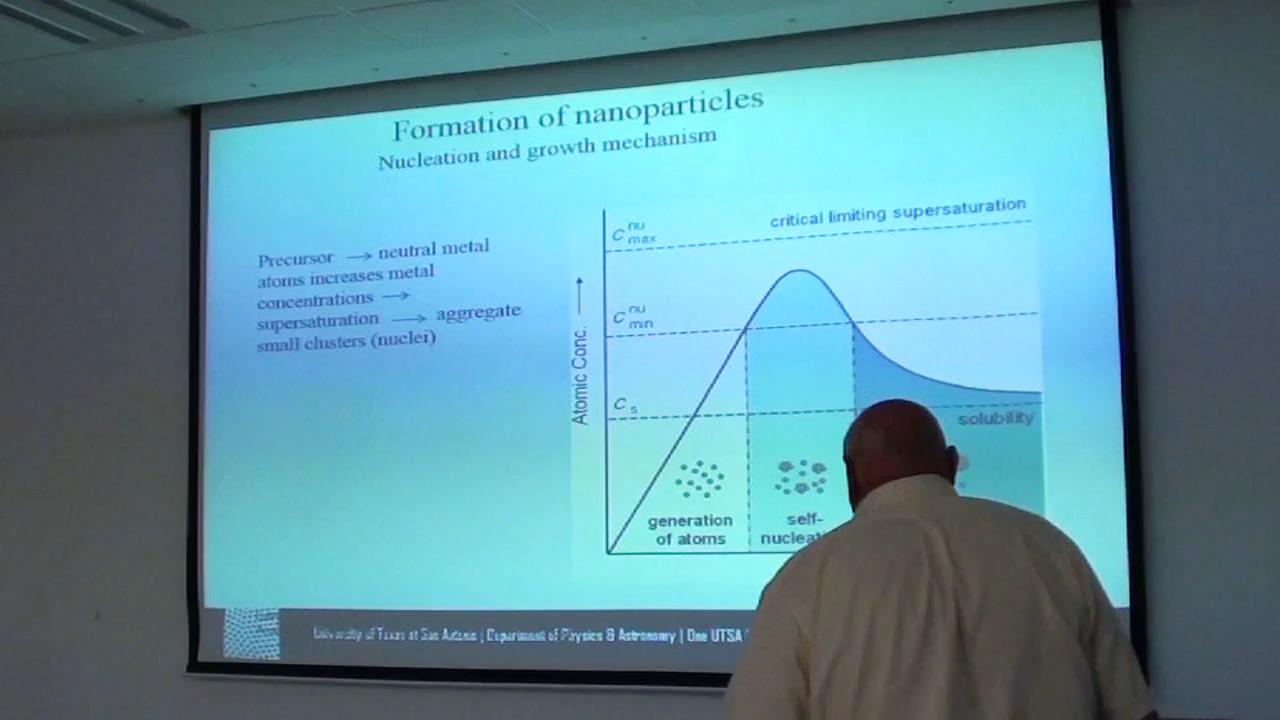 Formation of nanoparticles
Nucleation and growth mechanism
Precursor → neutral metal
atoms increases metal
concentrations →
supersaturation → aggregate
small clusters (nuclei)
Atomic Conc. →
C nu max
critical limiting supersaturation
C nu min
C s
solubility
generation
of atoms
self-
University of Texas at San Antonio | Department of Physics & Astronomy | One UTSA